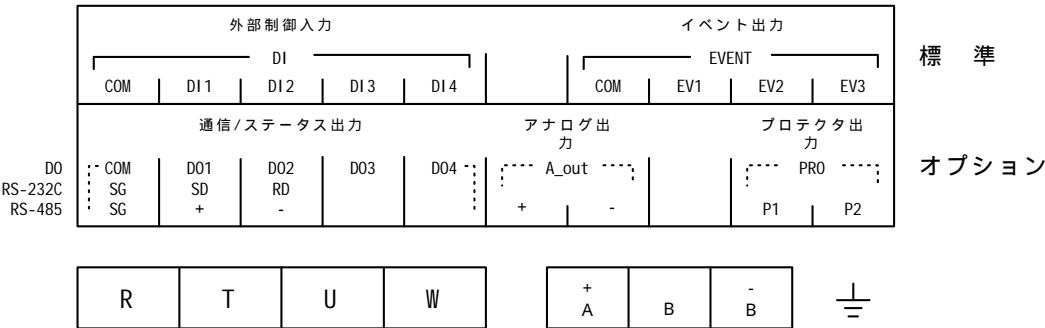 外部制御入力 イベント出力
DI EVENT 標 準
COM DI1 DI2 DI3 DI4 COM EV1 EV2 EV3
通信/ステータス出力 アナログ出力 プロテクタ出力
DO COM DO1 DO2 DO3 DO4 A_out PRO オプション
RS-232C SG SD RD
RS-485 SG + - + - P1 P2
R T U W + A B - B